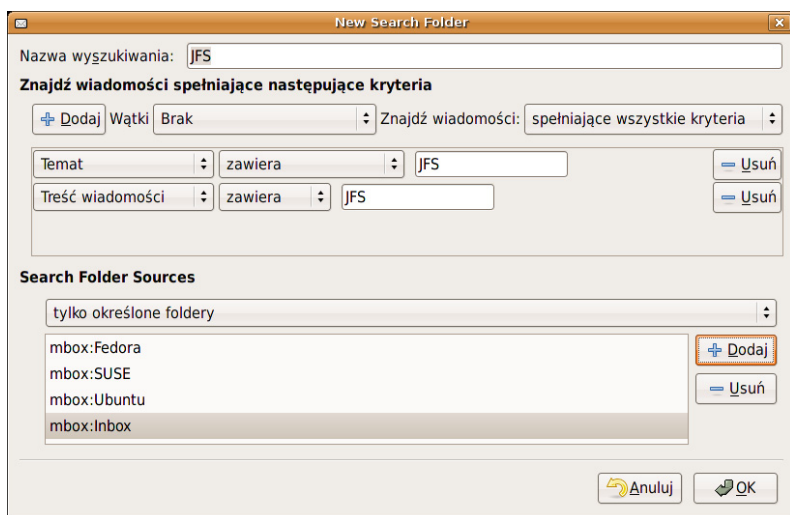 New Search Folder
Nazwa wyszukiwania: JFS
Znajdź wiadomości spełniające następujące kryteria
Dodaj Wątki Brak Znajdź wiadomości: spełniające wszystkie kryteria
Temat zawiera JFS Usuń
Treść wiadomości zawiera JFS Usuń
Search Folder Sources
tylko określone foldery
mbox:Fedora Dodaj
mbox:SUSE
mbox:Ubuntu Usuń
mbox:Inbox
Anuluj OK